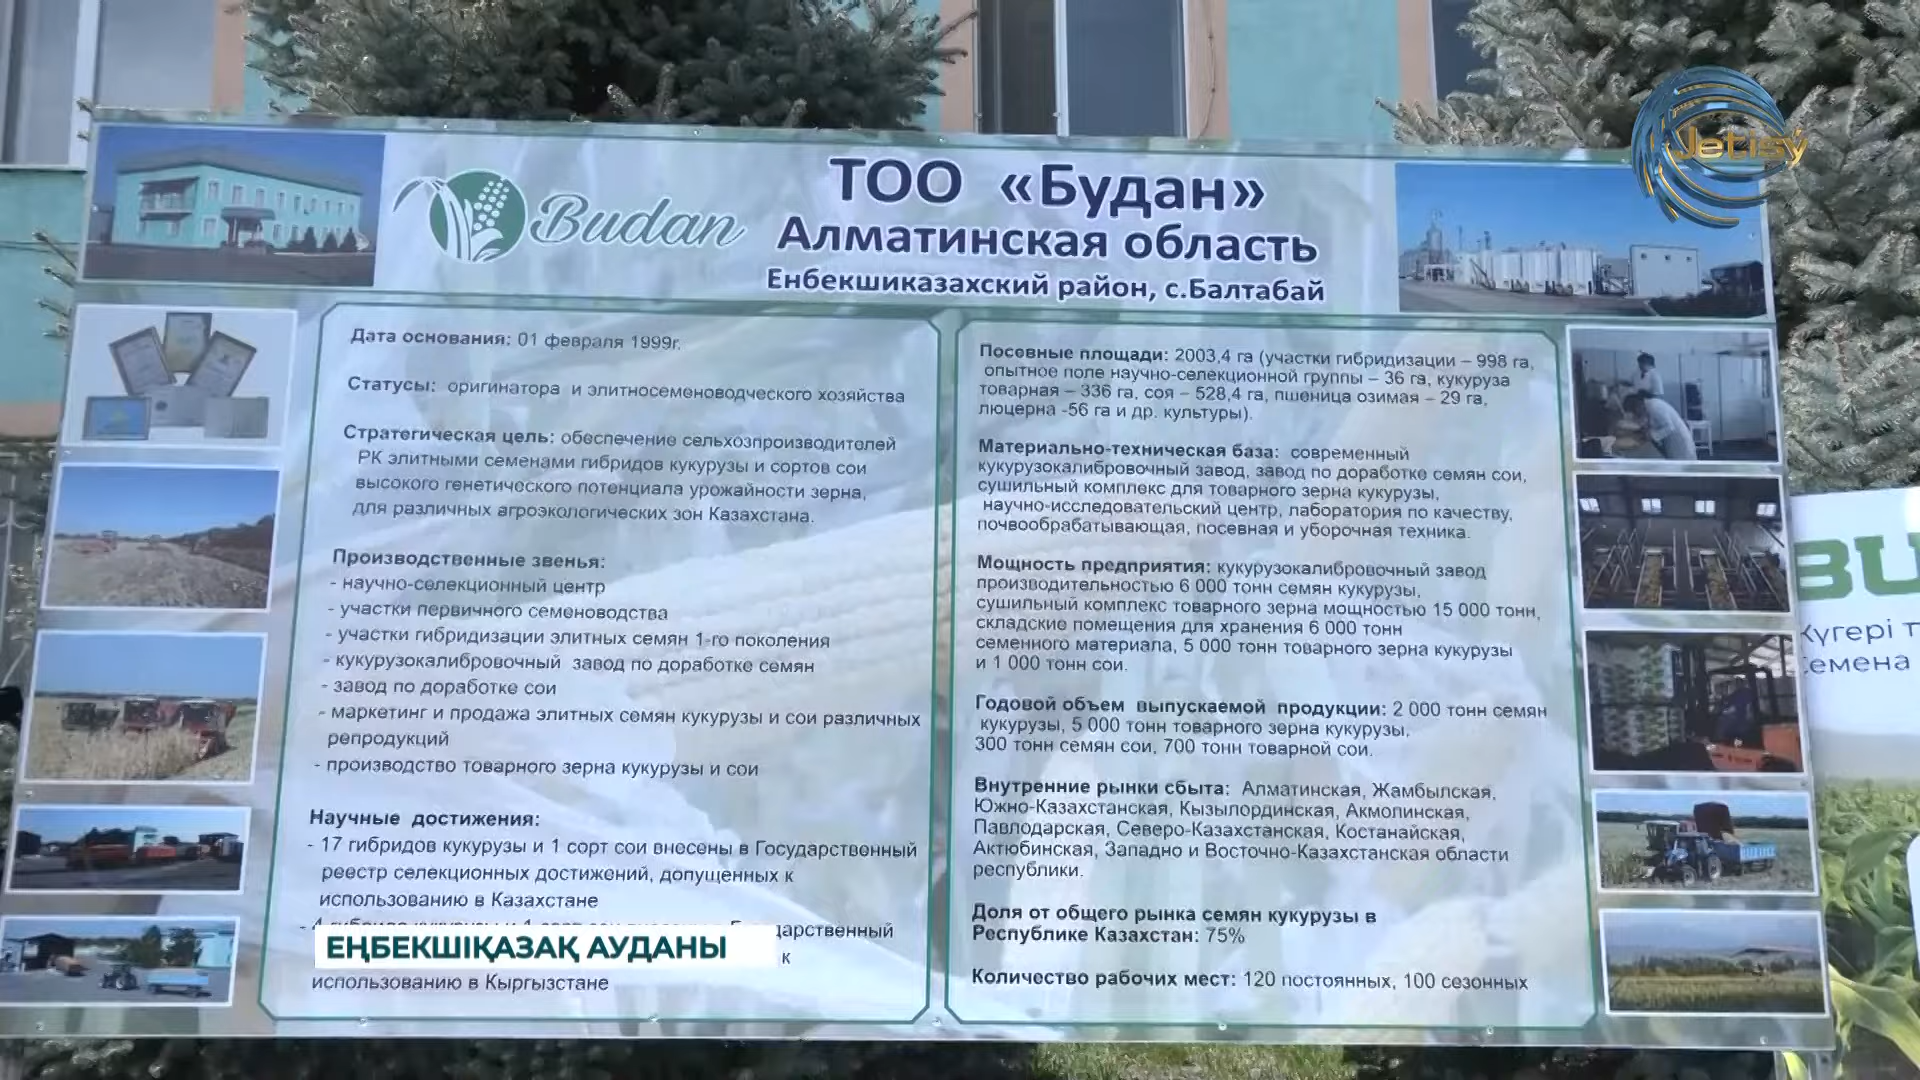 Jetisý
Budan
ТОО «Будан»
Алматинская область
Енбекшиказахский район, с.Балтабай
Дата основания: 01 февраля 1999г.
Статусы: оригинатора и элитносеменоводческого хозяйства
Стратегическая цель: обеспечение сельхозпроизводителей
РК элитными семенами гибридов кукурузы и сортов сои
высокого генетического потенциала урожайности зерна,
для различных агроэкологических зон Казахстана.
Производственные звенья:
- научно-селекционный центр
- участки первичного семеноводства
- участки гибридизации элитных семян 1-го поколения
- кукурузокалибровочный завод по доработке семян
- завод по доработке сои
- маркетинг и продажа элитных семян кукурузы и сои различных
репродукций
- производство товарного зерна кукурузы и сои
Научные достижения:
- 17 гибридов кукурузы и 1 сорт сои внесены в Государственный
реестр селекционных достижений, допущенных к
использованию в Казахстане
- 4 гибрида кукурузы и 1 сорт сои
к
использованию в Кыргызстане
Посевные площади: 2003,4 га (участки гибридизации – 998 га,
опытное поле научно-селекционной группы – 36 га, кукуруза
товарная – 336 га, соя – 528,4 га, пшеница озимая – 29 га,
люцерна -56 га и др. культуры).
Материально-техническая база: современный
кукурузокалибровочный завод, завод по доработке семян сои,
сушильный комплекс для товарного зерна кукурузы,
научно-исследовательский центр, лаборатория по качеству,
почвообрабатывающая, посевная и уборочная техника.
Мощность предприятия: кукурузокалибровочный завод
производительностью 6 000 тонн семян кукурузы,
сушильный комплекс товарного зерна мощностью 15 000 тонн,
складские помещения для хранения 6 000 тонн
семенного материала, 5 000 тонн товарного зерна кукурузы
и 1 000 тонн сои.
Годовой объем выпускаемой продукции: 2 000 тонн семян
кукурузы, 5 000 тонн товарного зерна кукурузы,
300 тонн семян сои, 700 тонн товарной сои.
Внутренние рынки сбыта: Алматинская, Жамбылская,
Южно-Казахстанская, Кызылординская, Акмолинская,
Павлодарская, Северо-Казахстанская, Костанайская,
Актюбинская, Западно и Восточно-Казахстанская области
республики.
Доля от общего рынка семян кукурузы в
Республике Казахстан: 75%
Количество рабочих мест: 120 постоянных, 100 сезонных
BU
Жүгері
Семена
ЕҢБЕКШІҚАЗАҚ АУДАНЫ